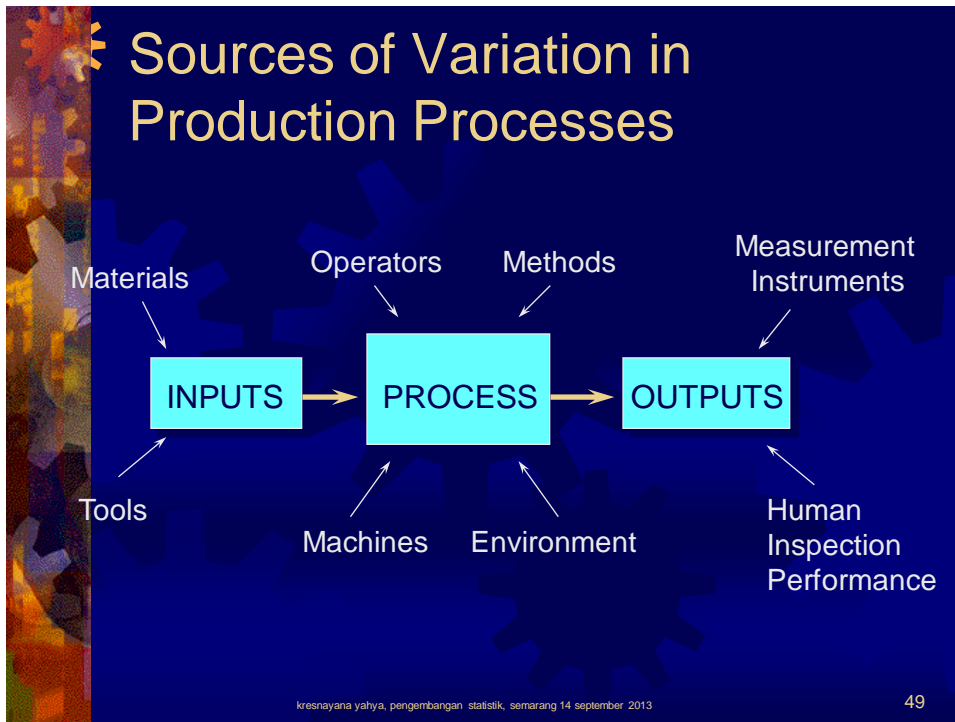 Sources of Variation in
Production Processes
Materials
Operators
Methods
Measurement
Instruments
INPUTS
PROCESS
OUTPUTS
Tools
Machines
Environment
Human
Inspection
Performance
kresnayana yahya, pengembangan statistik, semarang 14 september 2013
49